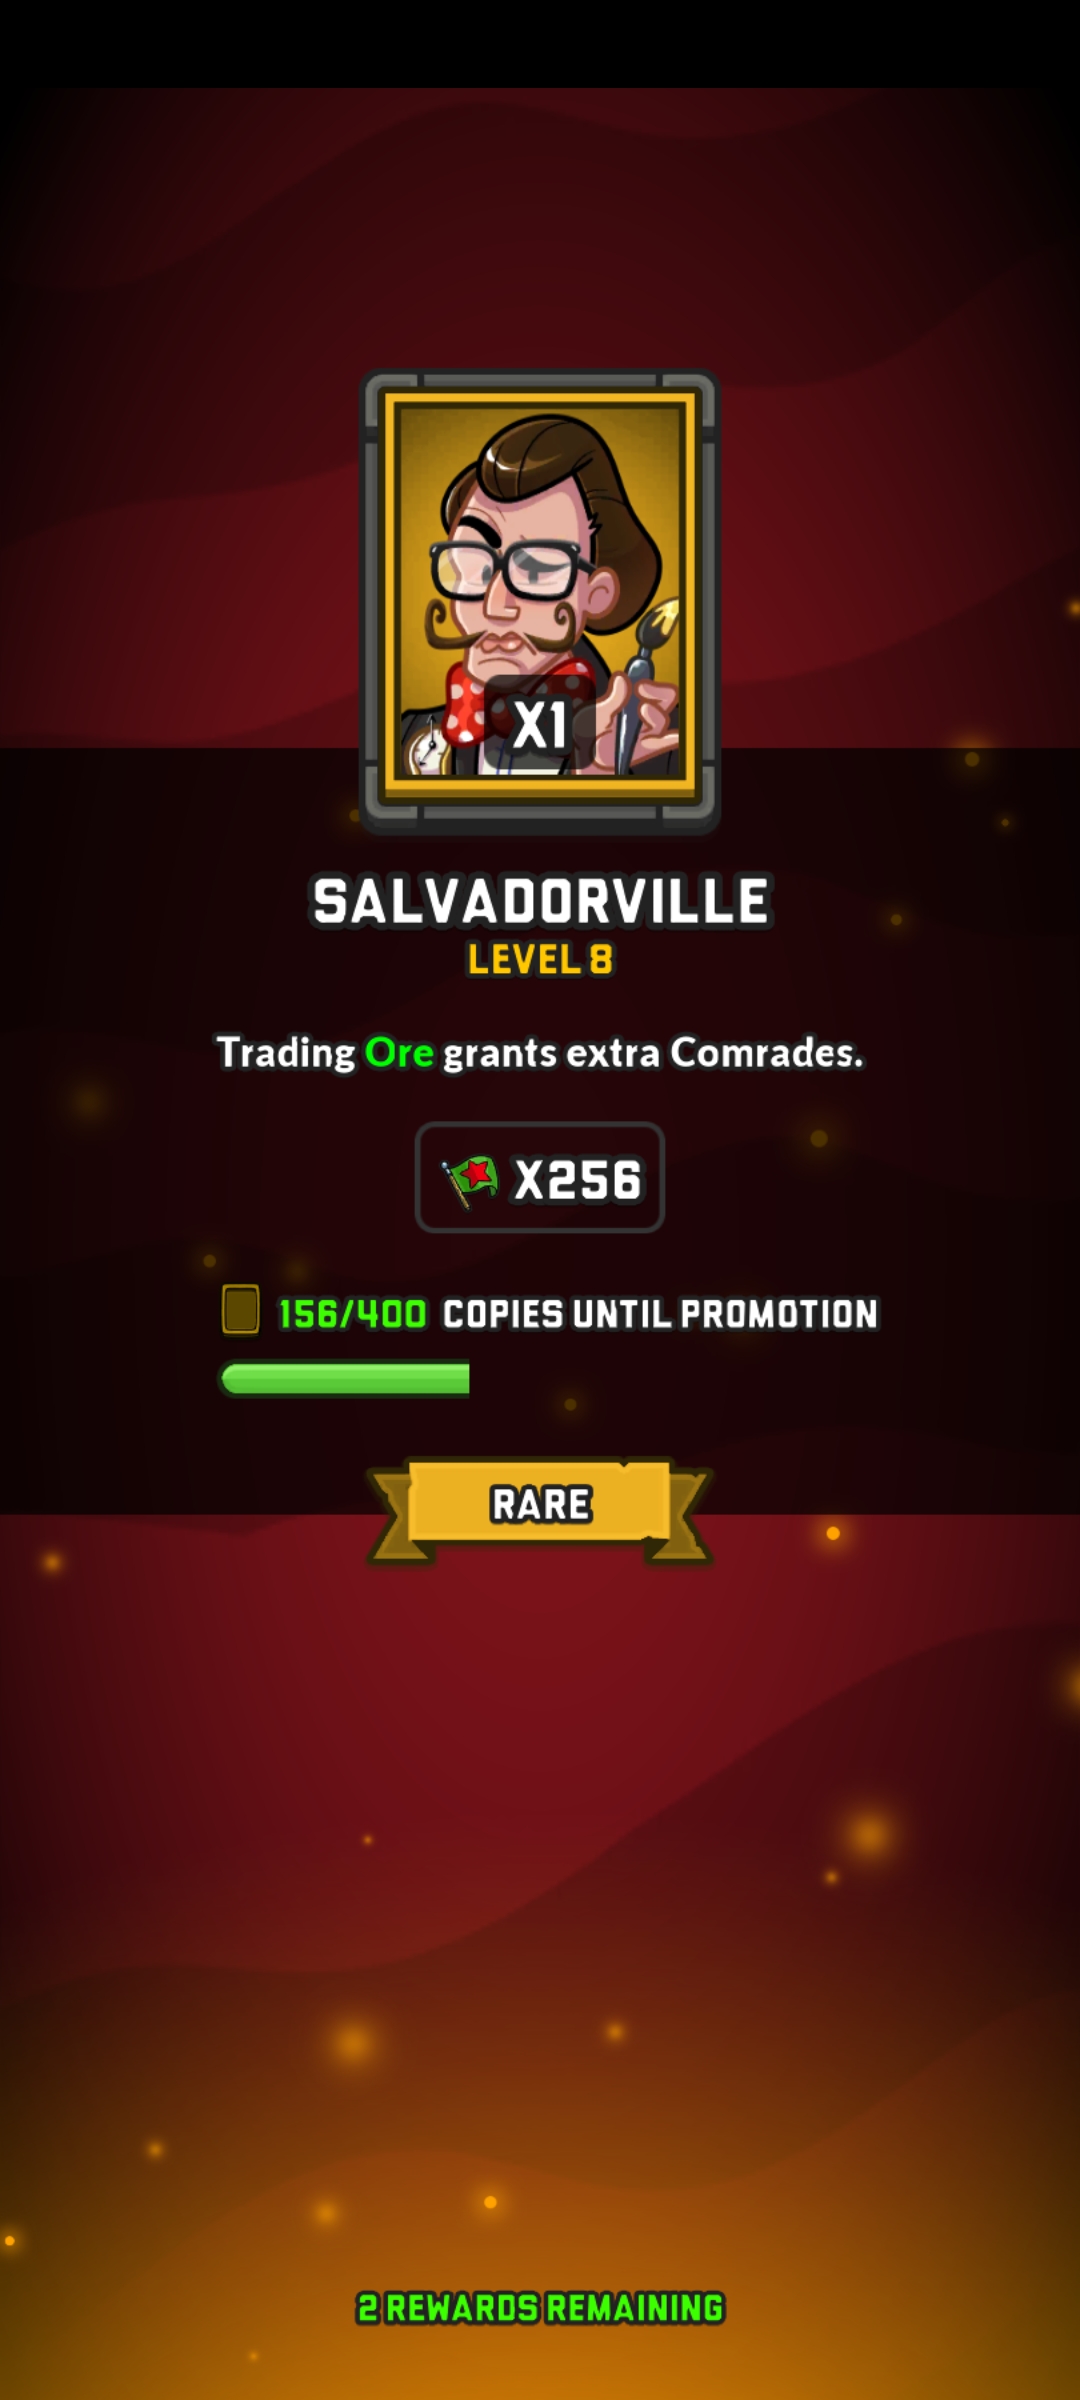 X1
SALVADORVILLE
LEVEL 8
Trading Ore grants extra Comrades.
X256
156/400 COPIES UNTIL PROMOTION
RARE
2 REWARDS REMAINING